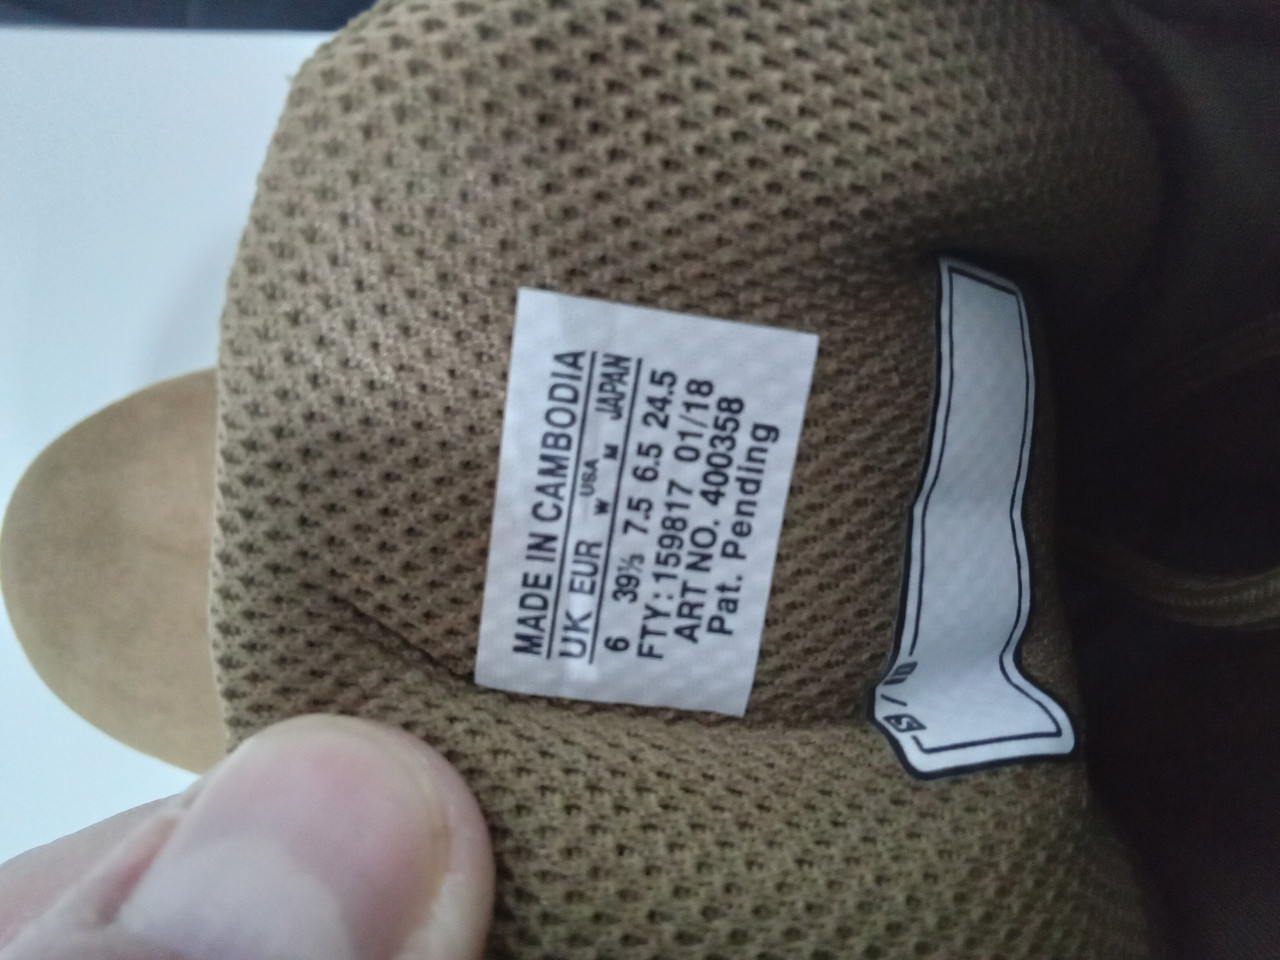 MADE IN CAMBODIA
UK EUR USA JAPAN
W M
6 39⅓ 7.5 6.5 24.5
FTY: 159817 01/18
ART NO. 400358
Pat. Pending